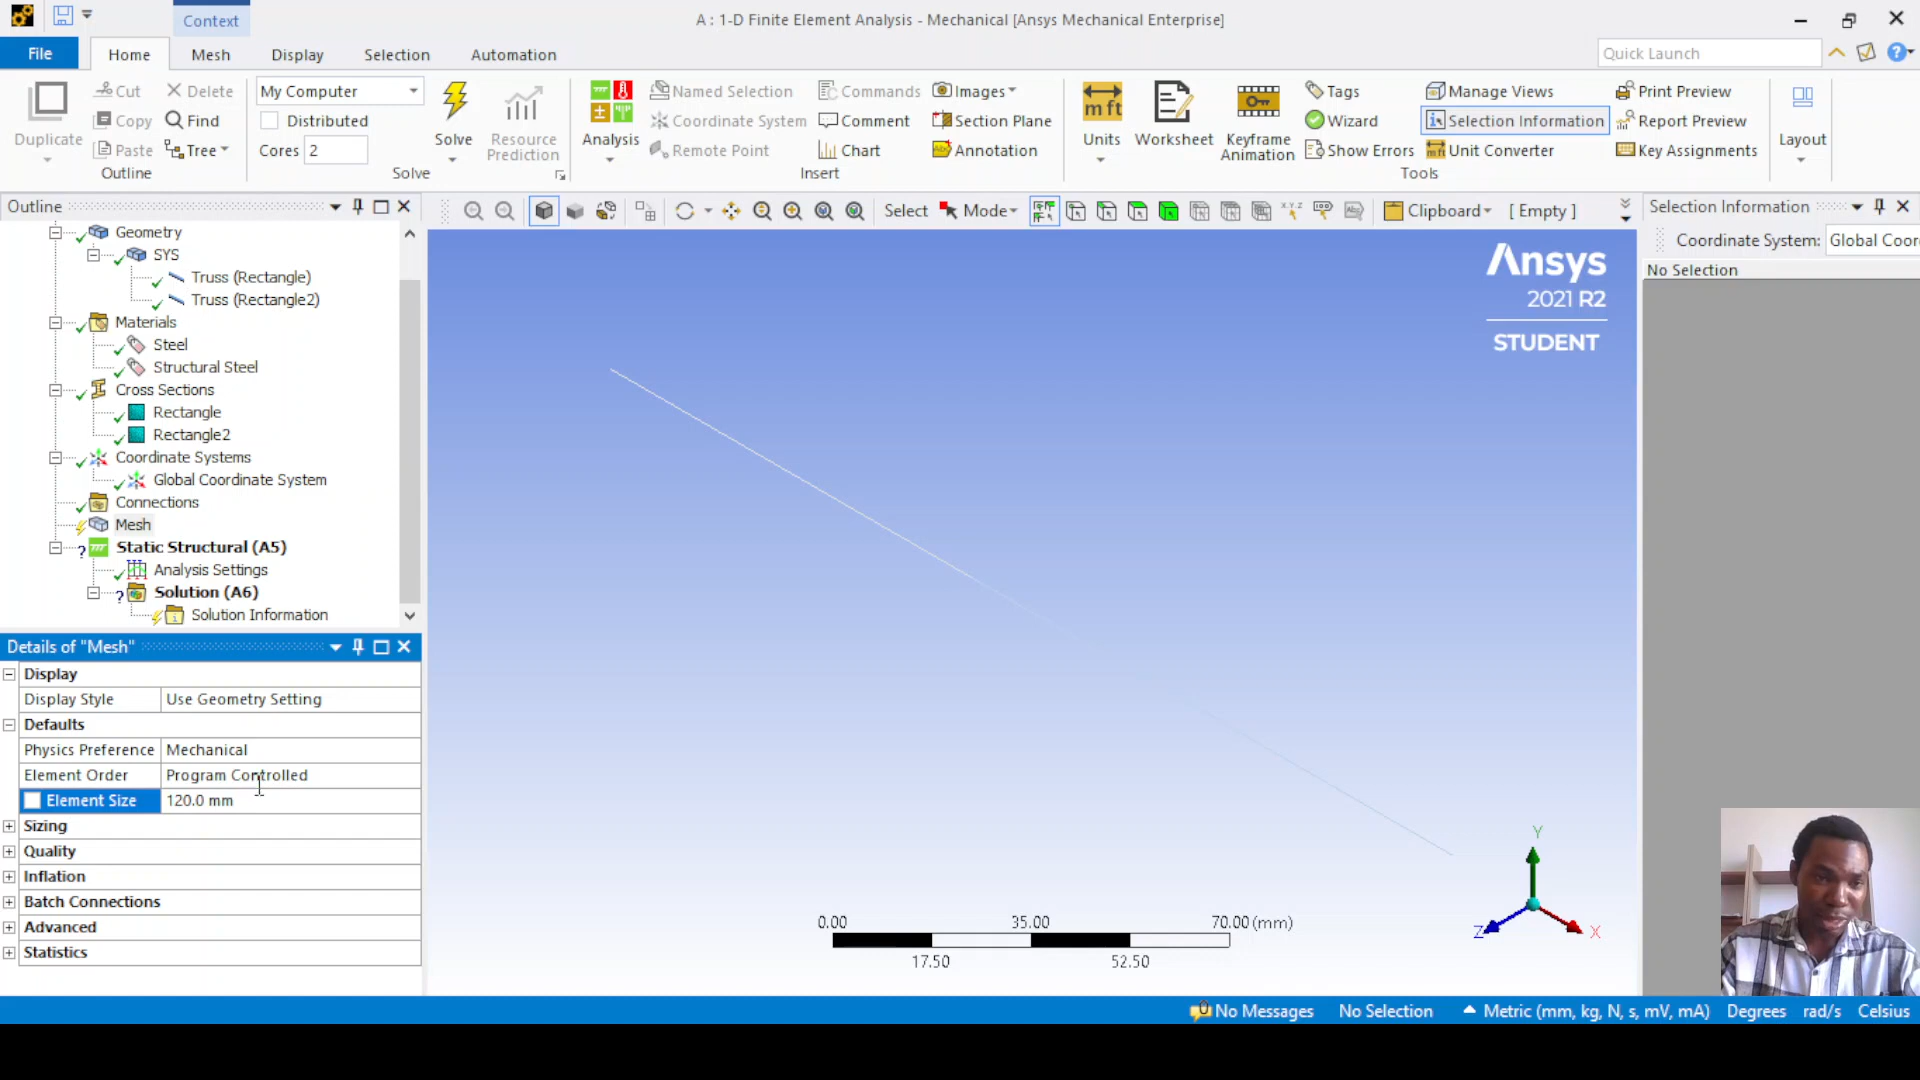 Context
A : 1-D Finite Element Analysis - Mechanical [Ansys Mechanical Enterprise]
File
Home
Mesh
Display
Selection
Automation
Quick Launch
Duplicate
Cut
Delete
Copy
Find
Paste
Tree
Outline
My Computer
Distributed
Cores 2
Solve
Resource Prediction
Solve
Analysis
Named Selection
Coordinate System
Remote Point
Commands
Comment
Chart
Images
Section Plane
Annotation
Insert
Units
Worksheet
Keyframe Animation
Tags
Wizard
Show Errors
Manage Views
Selection Information
Unit Converter
Print Preview
Report Preview
Key Assignments
Tools
Layout
Outline
Select
Mode
Clipboard
[ Empty ]
Selection Information
Coordinate System: Global Coor
No Selection
Geometry
SYS
Truss (Rectangle)
Truss (Rectangle2)
Materials
Steel
Structural Steel
Cross Sections
Rectangle
Rectangle2
Coordinate Systems
Global Coordinate System
Connections
Mesh
Static Structural (A5)
Analysis Settings
Solution (A6)
Solution Information
Details of "Mesh"
Display
Display Style Use Geometry Setting
Defaults
Physics Preference Mechanical
Element Order Program Controlled
Element Size 120.0 mm
Sizing
Quality
Inflation
Batch Connections
Advanced
Statistics
Ansys
2021 R2
STUDENT
0.00 35.00 70.00 (mm)
17.50 52.50
Y
Z
X
No Messages
No Selection
Metric (mm, kg, N, s, mV, mA)
Degrees
rad/s
Celsius